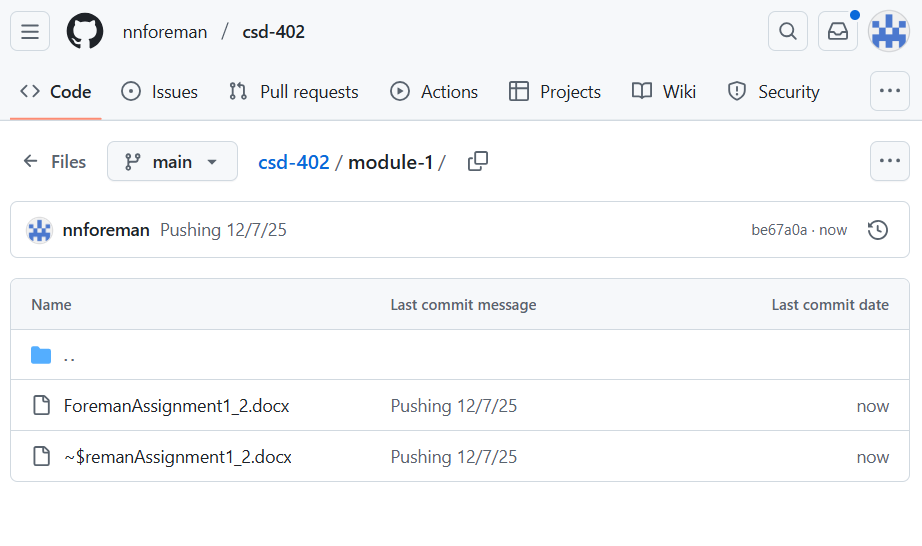 nnforeman / csd-402
Code Issues Pull requests Actions Projects Wiki Security
Files main csd-402 / module-1 /
nnforeman Pushing 12/7/25 be67a0a · now
Name Last commit message Last commit date
..
ForemanAssignment1_2.docx Pushing 12/7/25 now
~$remanAssignment1_2.docx Pushing 12/7/25 now